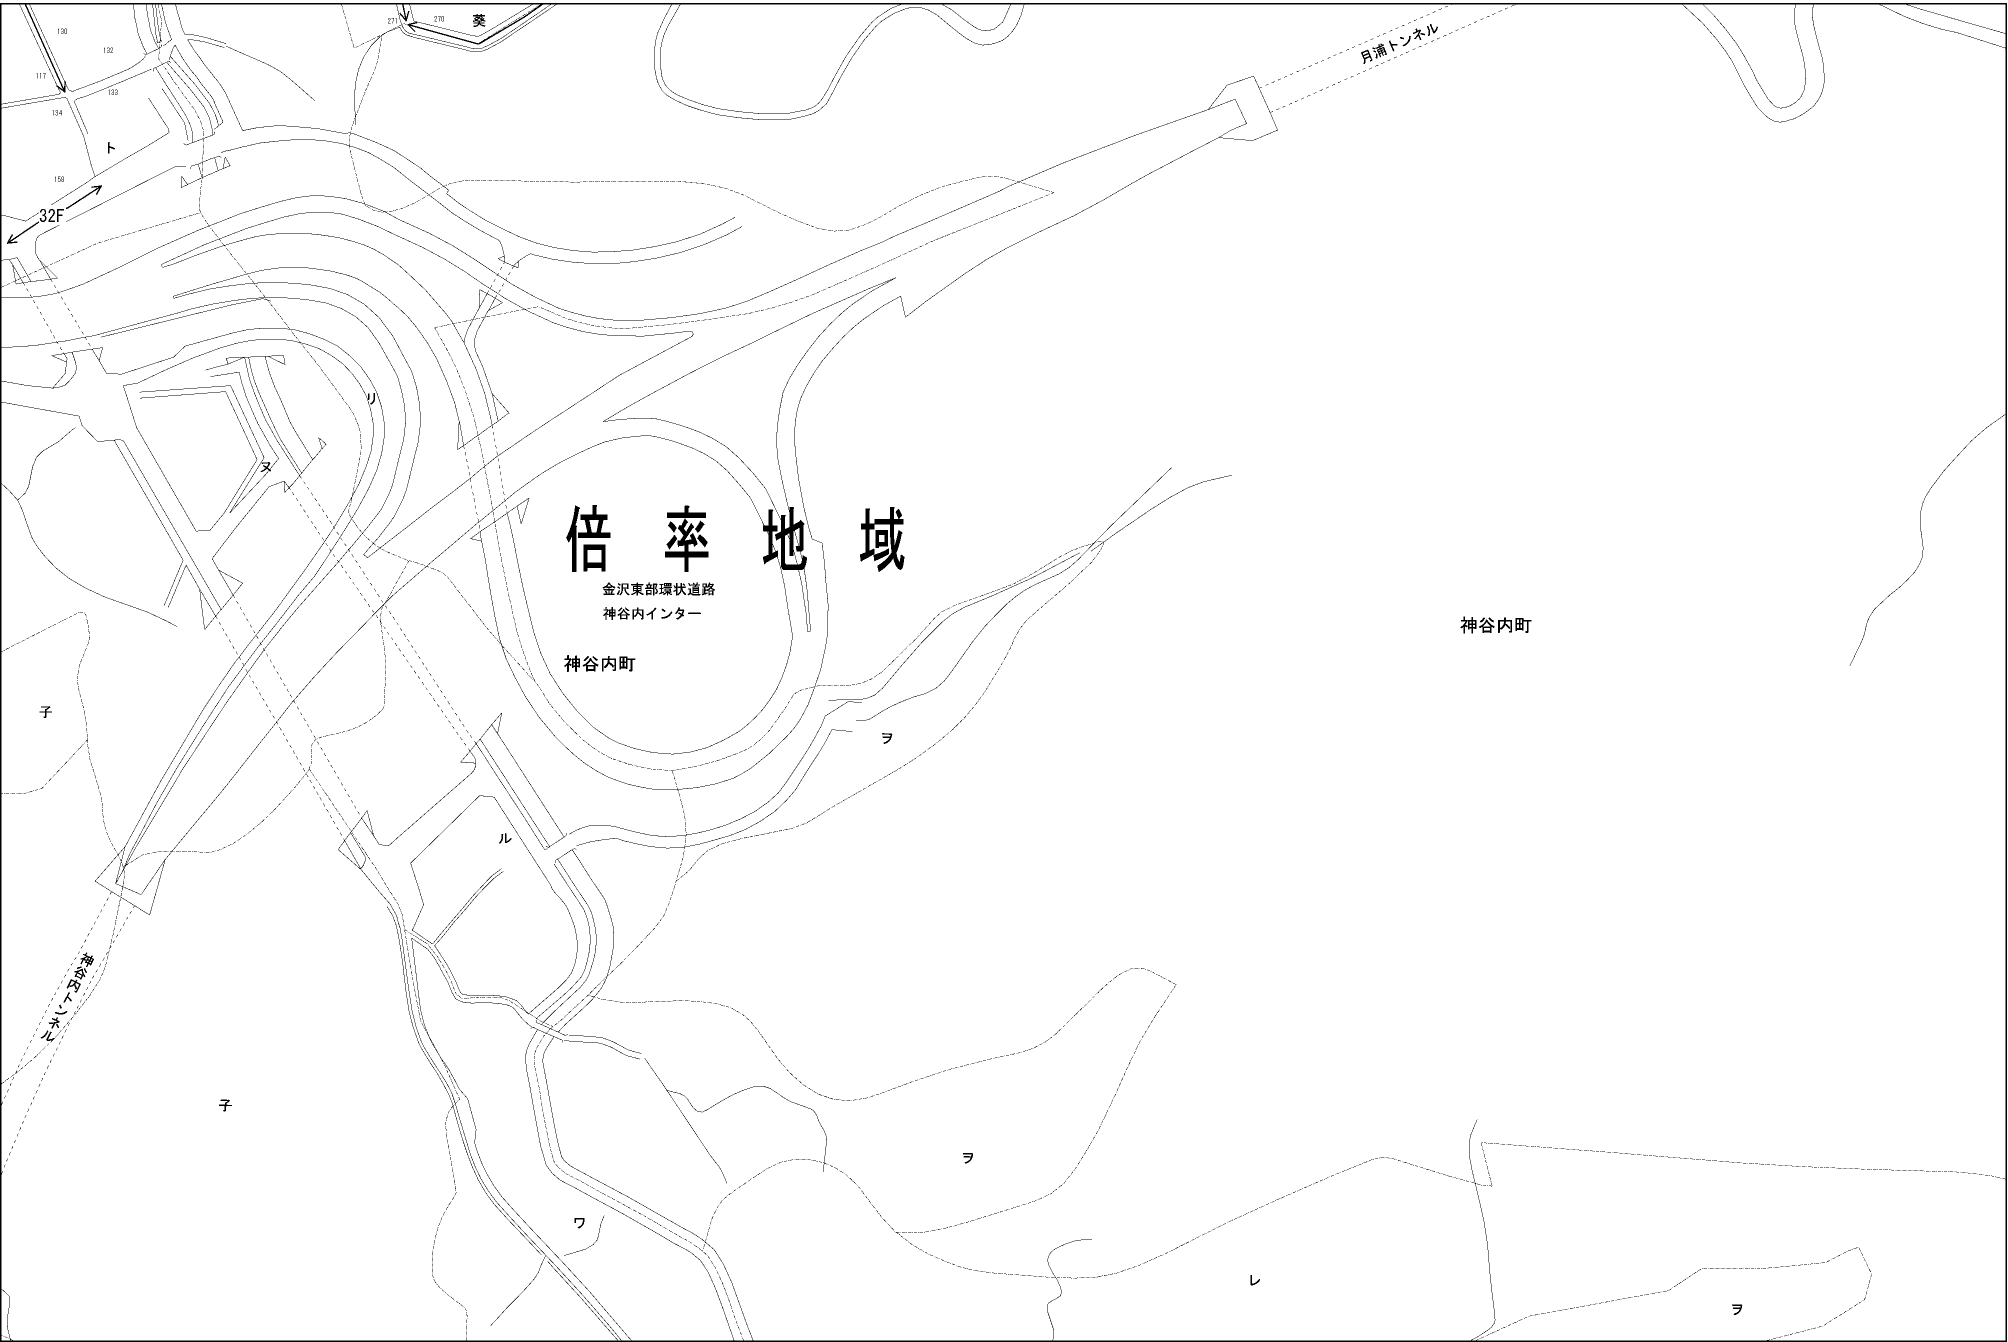 130
132
117
133
134
ト
158
32F
271
270
葵
月浦トンネル
リ
ヌ
倍率地域
金沢東部環状道路
神谷内インター
神谷内町
神谷内町
子
ヲ
ル
神谷内トンネル
子
ヲ
ワ
レ
ヲ